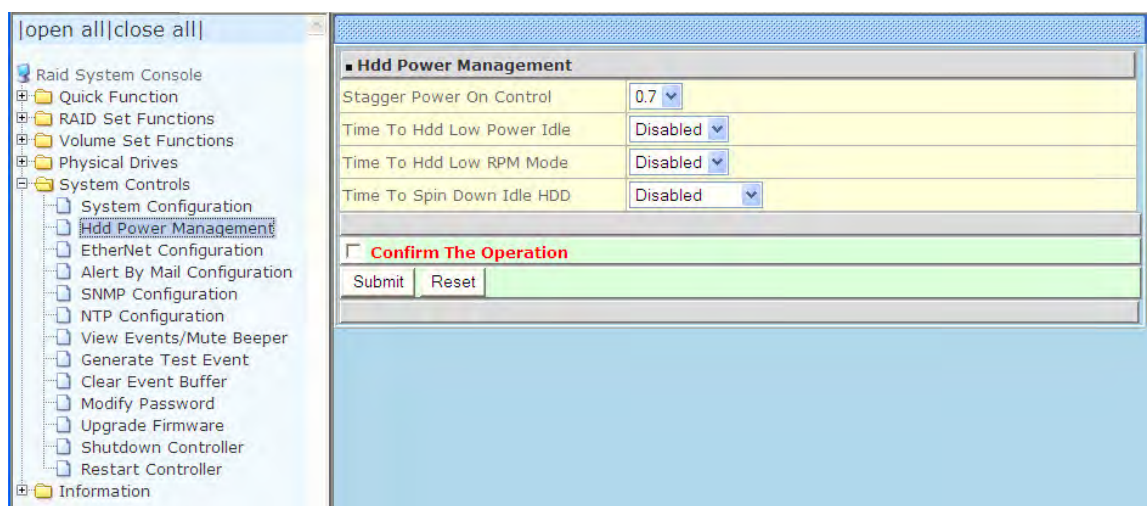 |open all|close all|
Raid System Console
Quick Function
RAID Set Functions
Volume Set Functions
Physical Drives
System Controls
System Configuration
Hdd Power Management
EtherNet Configuration
Alert By Mail Configuration
SNMP Configuration
NTP Configuration
View Events/Mute Beeper
Generate Test Event
Clear Event Buffer
Modify Password
Upgrade Firmware
Shutdown Controller
Restart Controller
Information
Hdd Power Management
Stagger Power On Control 0.7
Time To Hdd Low Power Idle Disabled
Time To Hdd Low RPM Mode Disabled
Time To Spin Down Idle HDD Disabled
Confirm The Operation
Submit Reset